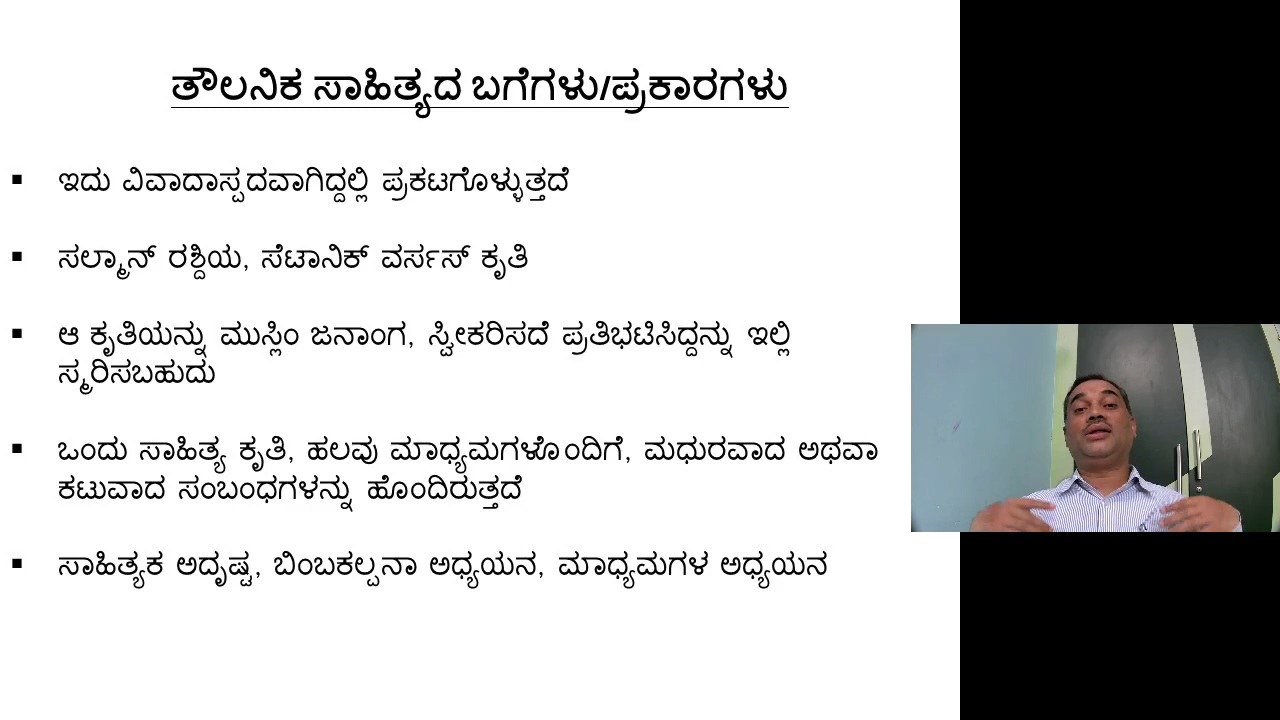 ತೌಲನಿಕ ಸಾಹಿತ್ಯದ ಬಗೆಗಳು/ಪ್ರಕಾರಗಳು
ಇದು ವಿವಾದಾಸ್ಪದವಾಗಿದ್ದಲ್ಲಿ ಪ್ರಕಟಗೊಳ್ಳುತ್ತದೆ
ಸಲ್ಮಾನ್ ರಶ್ದಿಯ, ಸೆಟಾನಿಕ್ ವರ್ಸಸ್ ಕೃತಿ
ಆ ಕೃತಿಯನ್ನು ಮುಸ್ಲಿಂ ಜನಾಂಗ, ಸ್ವೀಕರಿಸದೆ ಪ್ರತಿಭಟಿಸಿದ್ದನ್ನು ಇಲ್ಲಿ
ಸ್ಮರಿಸಬಹುದು
ಒಂದು ಸಾಹಿತ್ಯ ಕೃತಿ, ಹಲವು ಮಾಧ್ಯಮಗಳೊಂದಿಗೆ, ಮಧುರವಾದ ಅಥವಾ
ಕಟುವಾದ ಸಂಬಂಧಗಳನ್ನು ಹೊಂದಿರುತ್ತದೆ
ಸಾಹಿತ್ಯಕ ಅದೃಷ್ಟ, ಬಿಂಬಕಲ್ಪನಾ ಅಧ್ಯಯನ, ಮಾಧ್ಯಮಗಳ ಅಧ್ಯಯನ